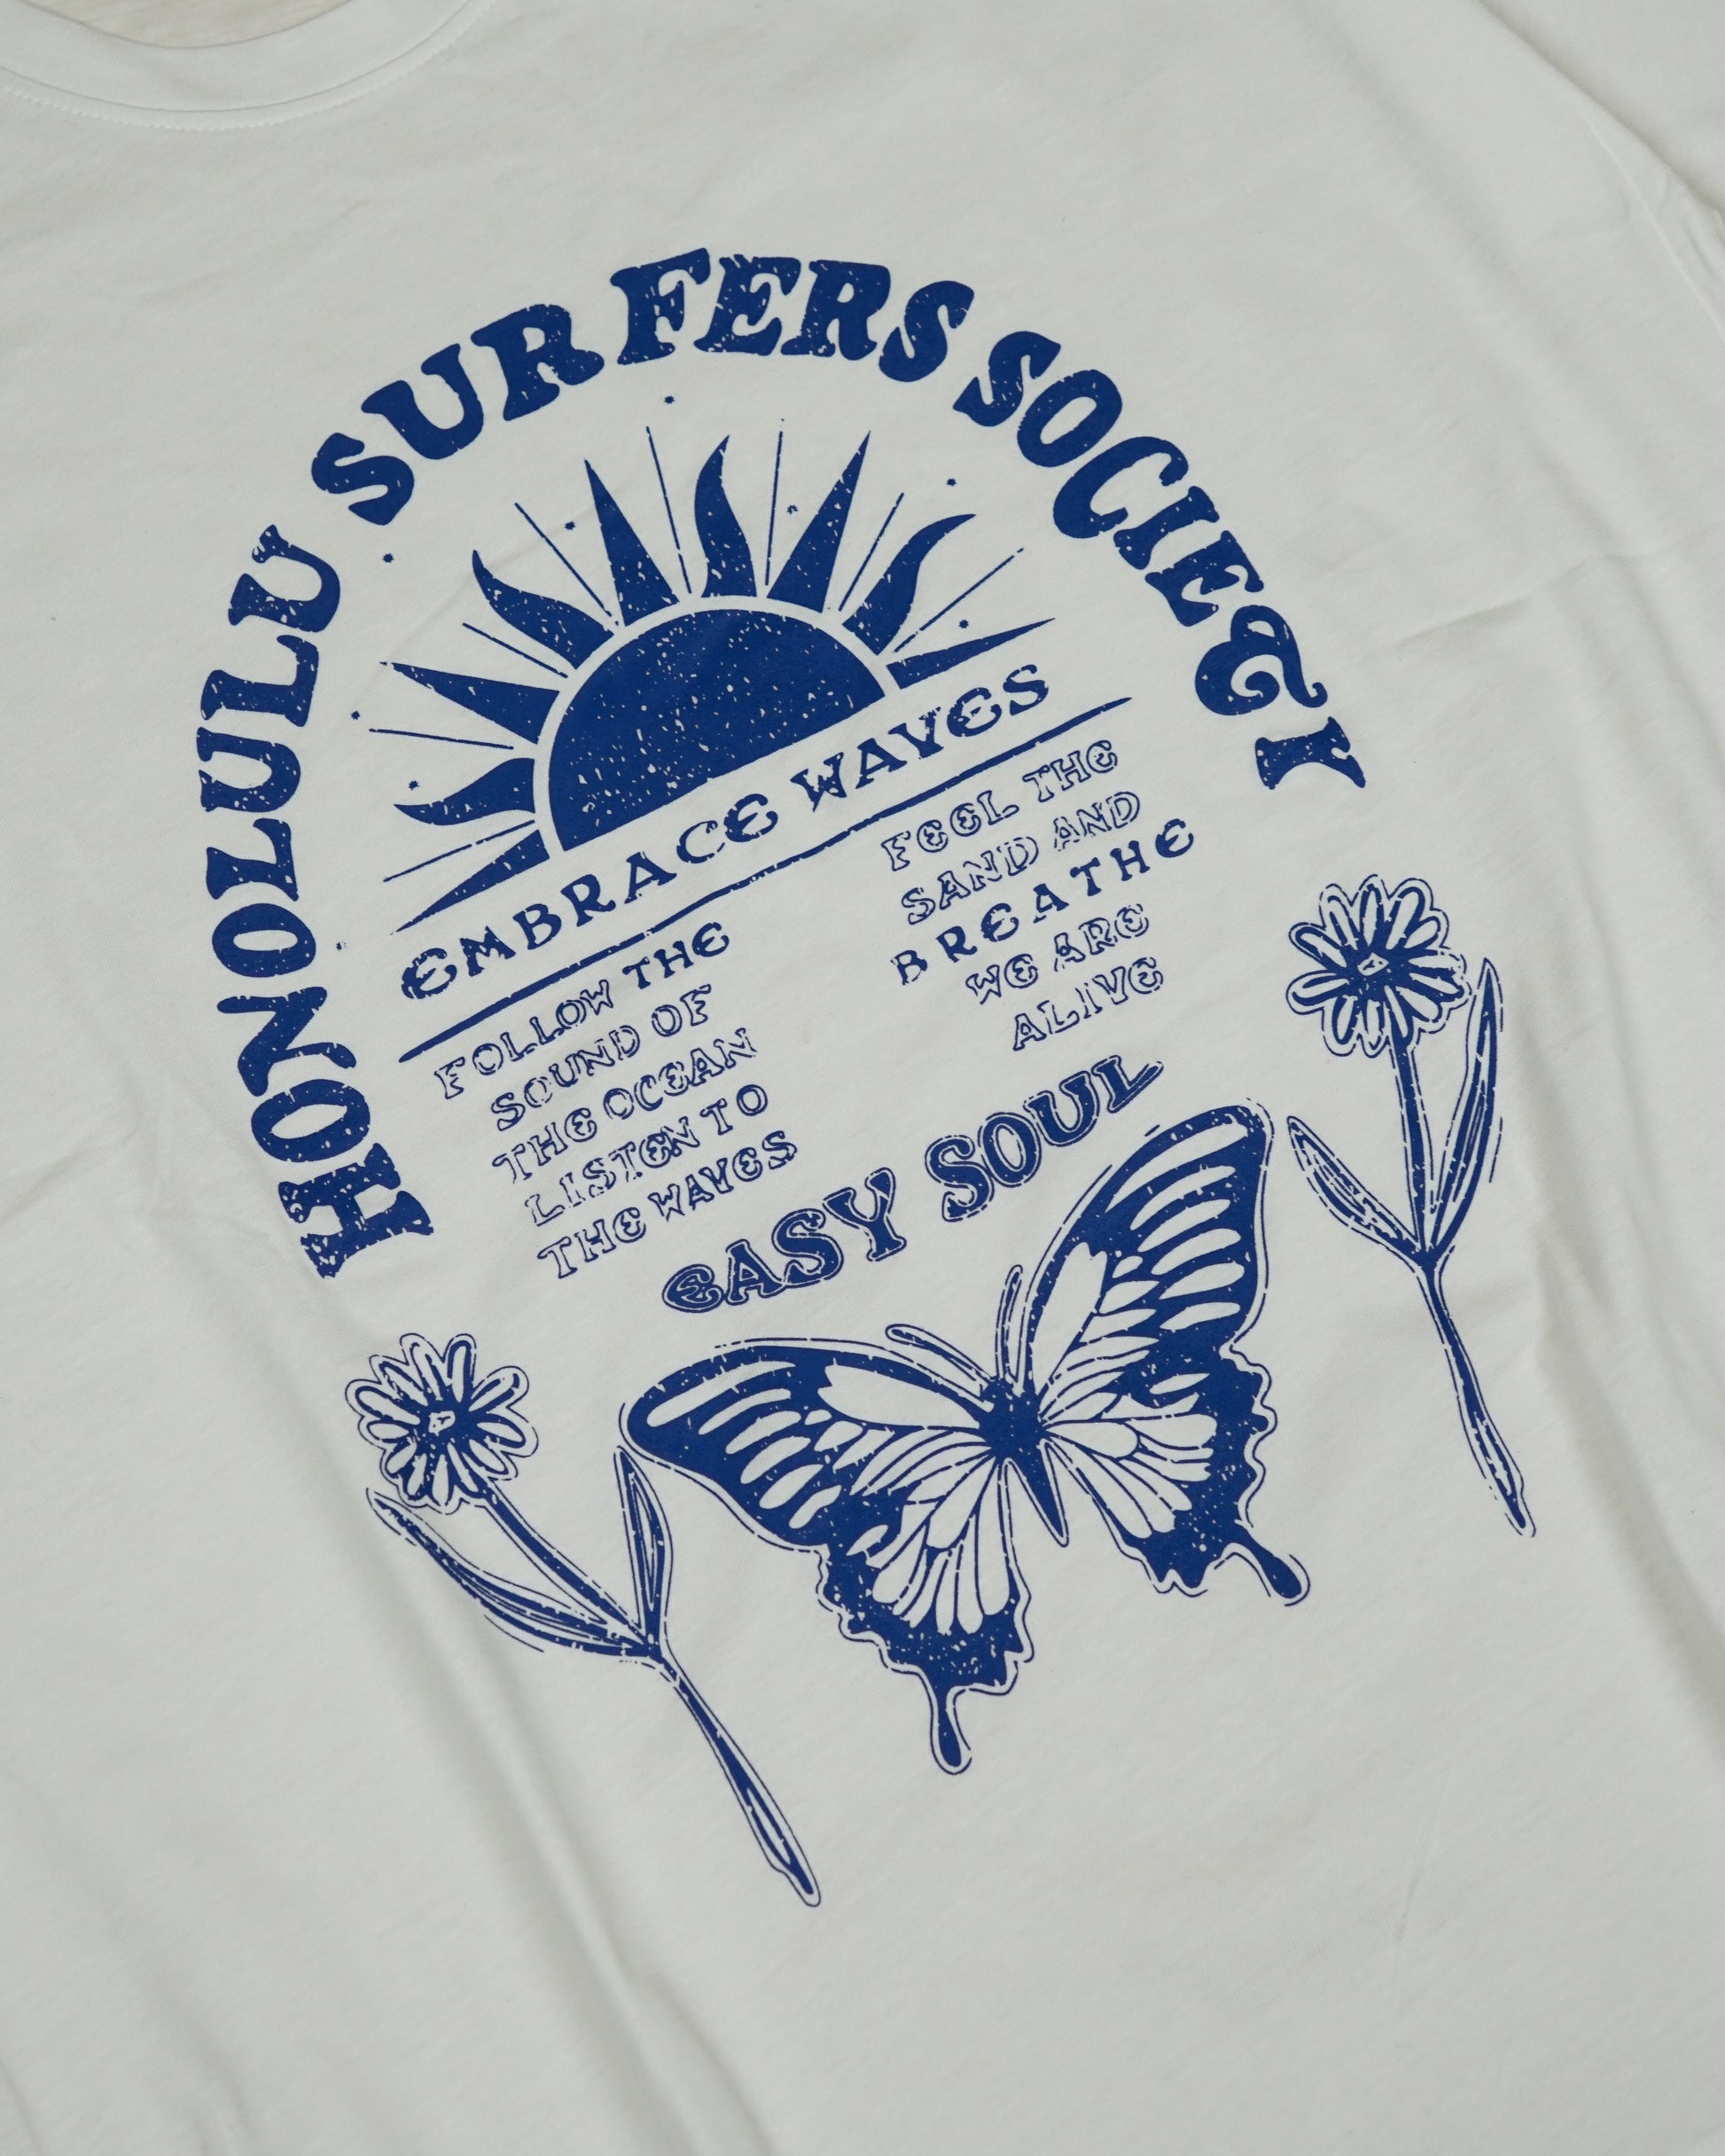 HONOLULU SURFERS SOCIETY
EMBRACE WAVES
FOLLOW THE
SOUND OF
THE OCEAN
LISTEN TO
THE WAVES
FEEL THE
SAND AND
BREATHE
WE ARE
ALIVE
EASY SOUL